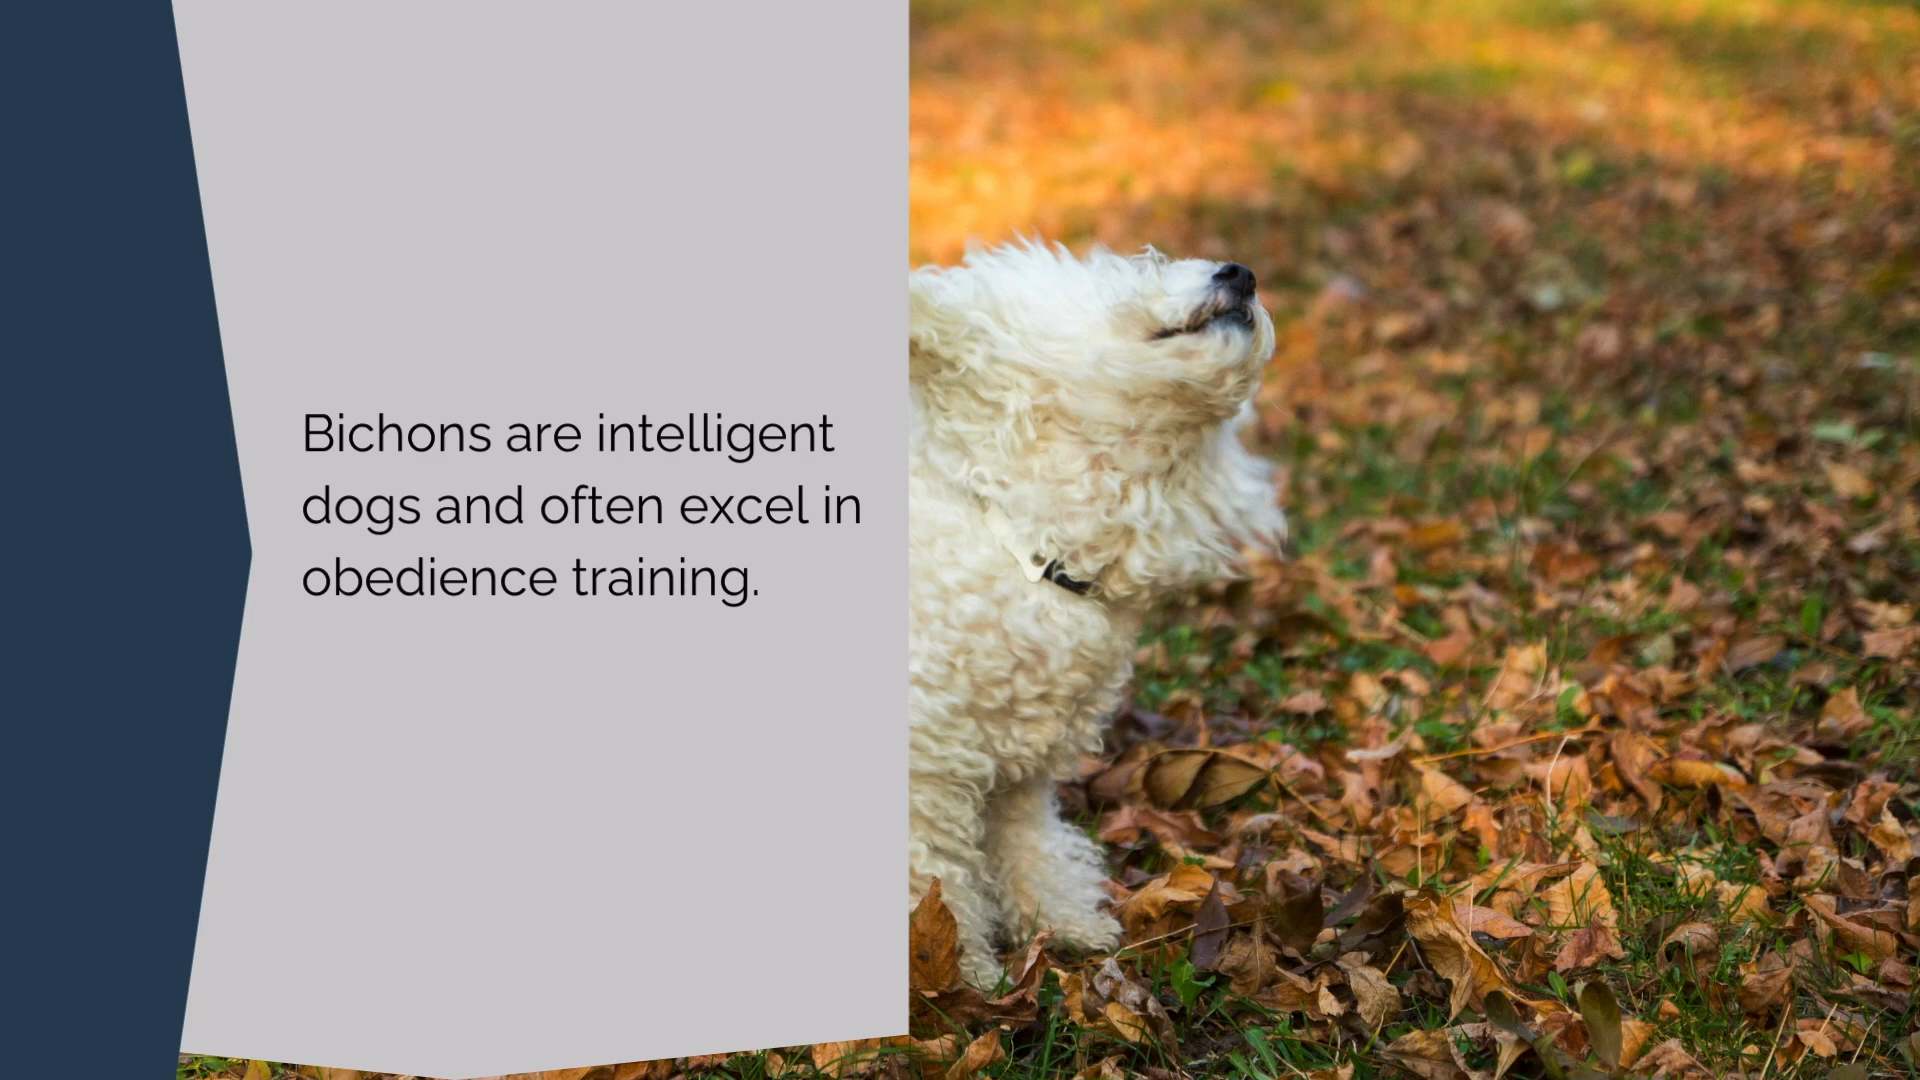 Bichons are intelligent
dogs and often excel in
obedience training.